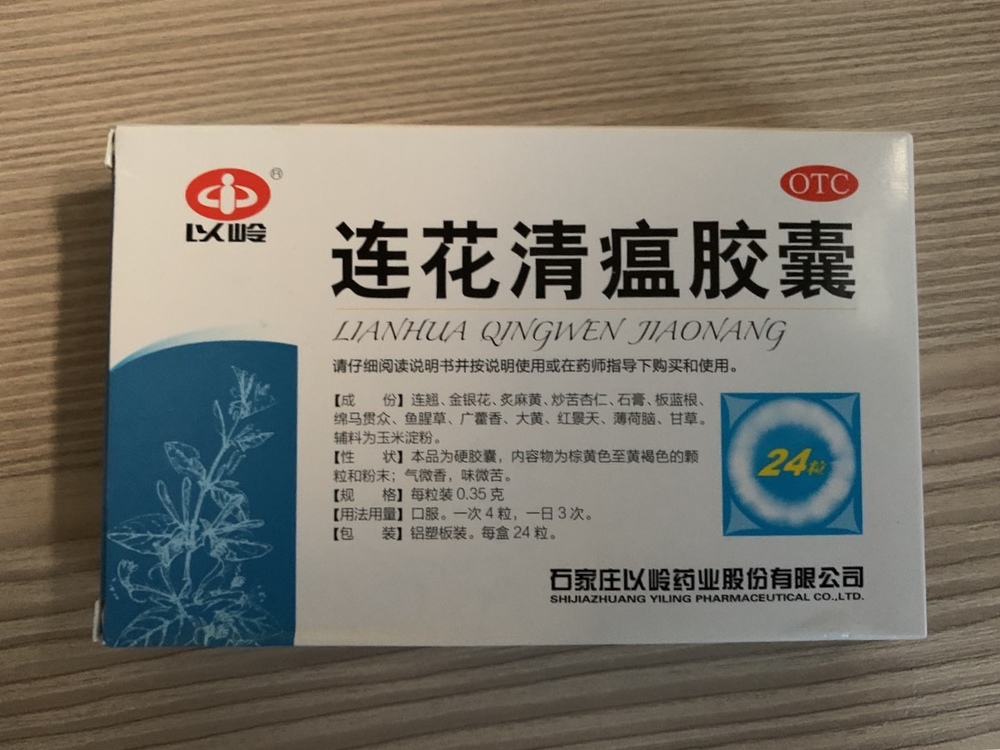 以岭
®
OTC
连花清瘟胶囊
LIANHUA QINGWEN JIAONANG
请仔细阅读说明书并按说明使用或在药师指导下购买和使用。
【成 份】连翘、金银花、炙麻黄、炒苦杏仁、石膏、板蓝根、
绵马贯众、鱼腥草、广藿香、大黄、红景天、薄荷脑、甘草。
辅料为玉米淀粉。
【性 状】本品为硬胶囊，内容物为棕黄色至黄褐色的颗
粒和粉末；气微香，味微苦。
【规 格】每粒装0.35克
【用法用量】口服。一次4粒，一日3次。
【包 装】铝塑板装。每盒24粒。
24粒
石家庄以岭药业股份有限公司
SHIJIAZHUANG YILING PHARMACEUTICAL CO.,LTD.